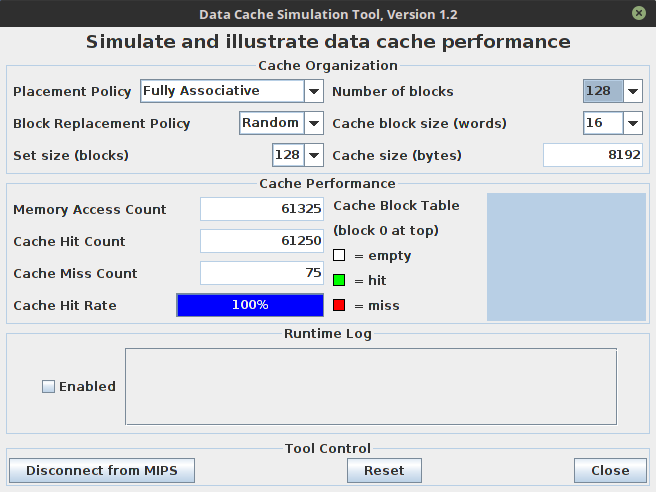 Data Cache Simulation Tool, Version 1.2
Simulate and illustrate data cache performance
Cache Organization
Placement Policy Fully Associative Number of blocks 128
Block Replacement Policy Random Cache block size (words) 16
Set size (blocks) 128 Cache size (bytes) 8192
Cache Performance
Memory Access Count 61325 Cache Block Table
Cache Hit Count 61250 (block 0 at top)
= empty
Cache Miss Count 75 = hit
Cache Hit Rate 100% = miss
Runtime Log
Enabled
Tool Control
Disconnect from MIPS Reset Close